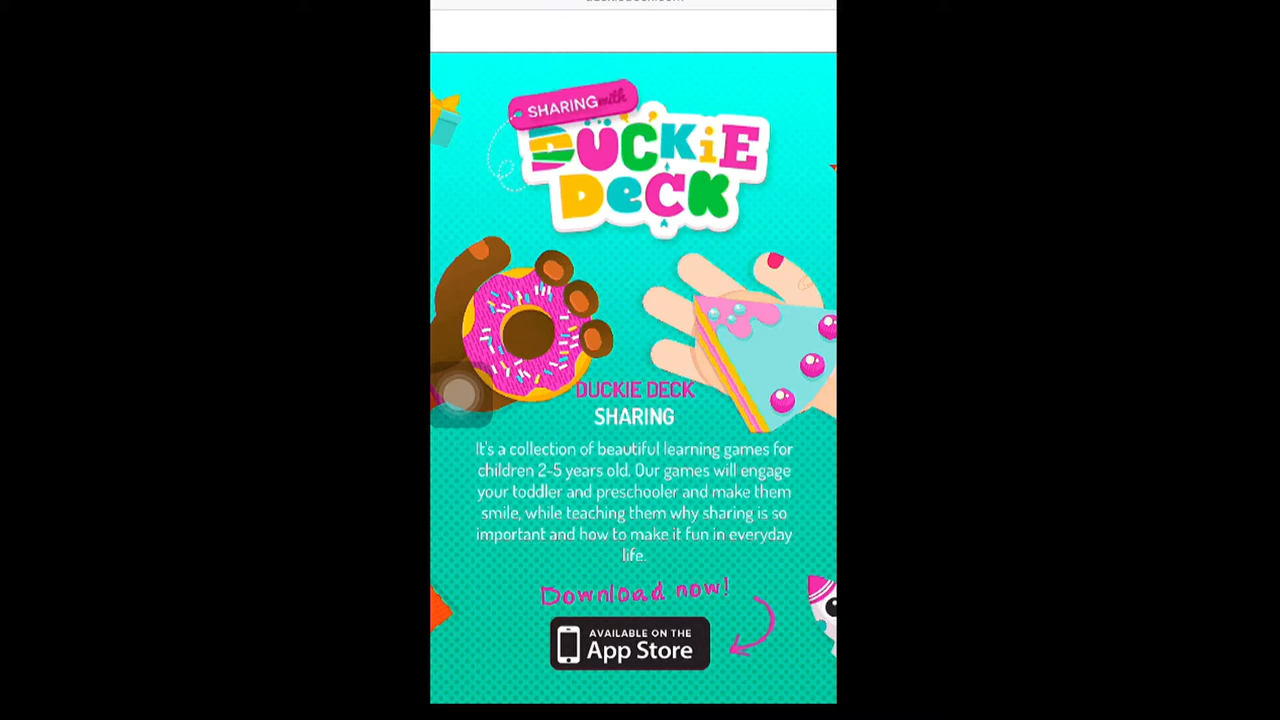 SHARING with
DUCKiE
DeCK
DUCKIE DECK
SHARING
It's a collection of beautiful learning games for
children 2-5 years old. Our games will engage
your toddler and preschooler and make them
smile, while teaching them why sharing is so
important and how to make it fun in everyday
life.
Download now!
AVAILABLE ON THE
App Store